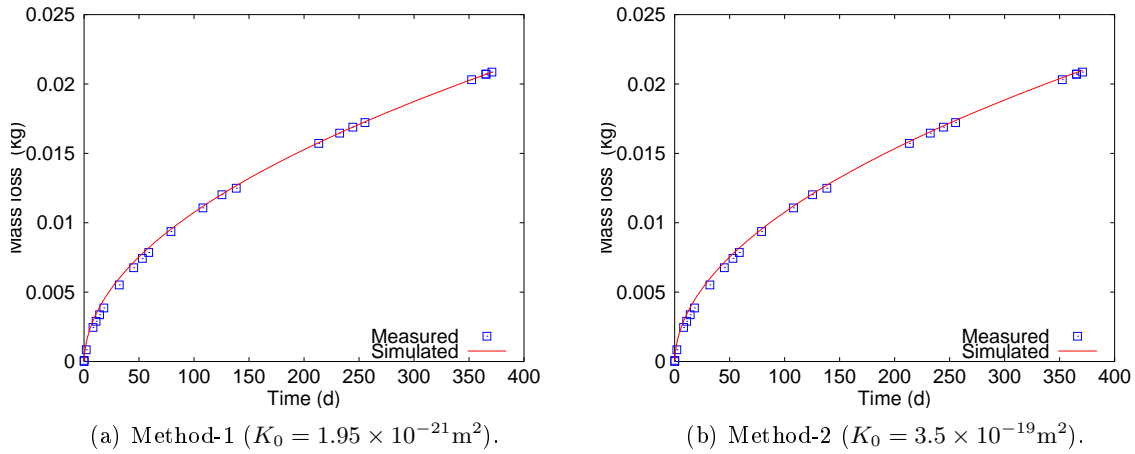 0.025
0.02
0.015
0.01
0.005
0
0 50 100 150 200 250 300 350 400
Mass loss (kg)
Time (d)
Measured
Simulated
(a) Method-1 (K₀ = 1.95 × 10⁻²¹m²).
0.025
0.02
0.015
0.01
0.005
0
0 50 100 150 200 250 300 350 400
Mass loss (kg)
Time (d)
Measured
Simulated
(b) Method-2 (K₀ = 3.5 × 10⁻¹⁹m²).